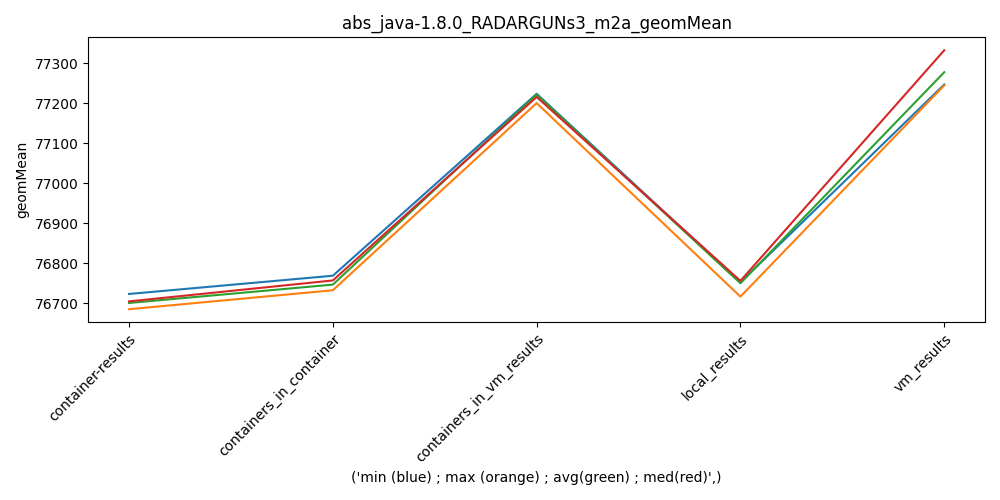 abs_java-1.8.0_RADARGUNs3_m2a_geomMean
77300
77200
77100
77000
76900
76800
76700
geomMean
container-results
containers_in_container
containers_in_vm_results
local_results
vm_results
('min (blue) ; max (orange) ; avg(green) ; med(red)',)